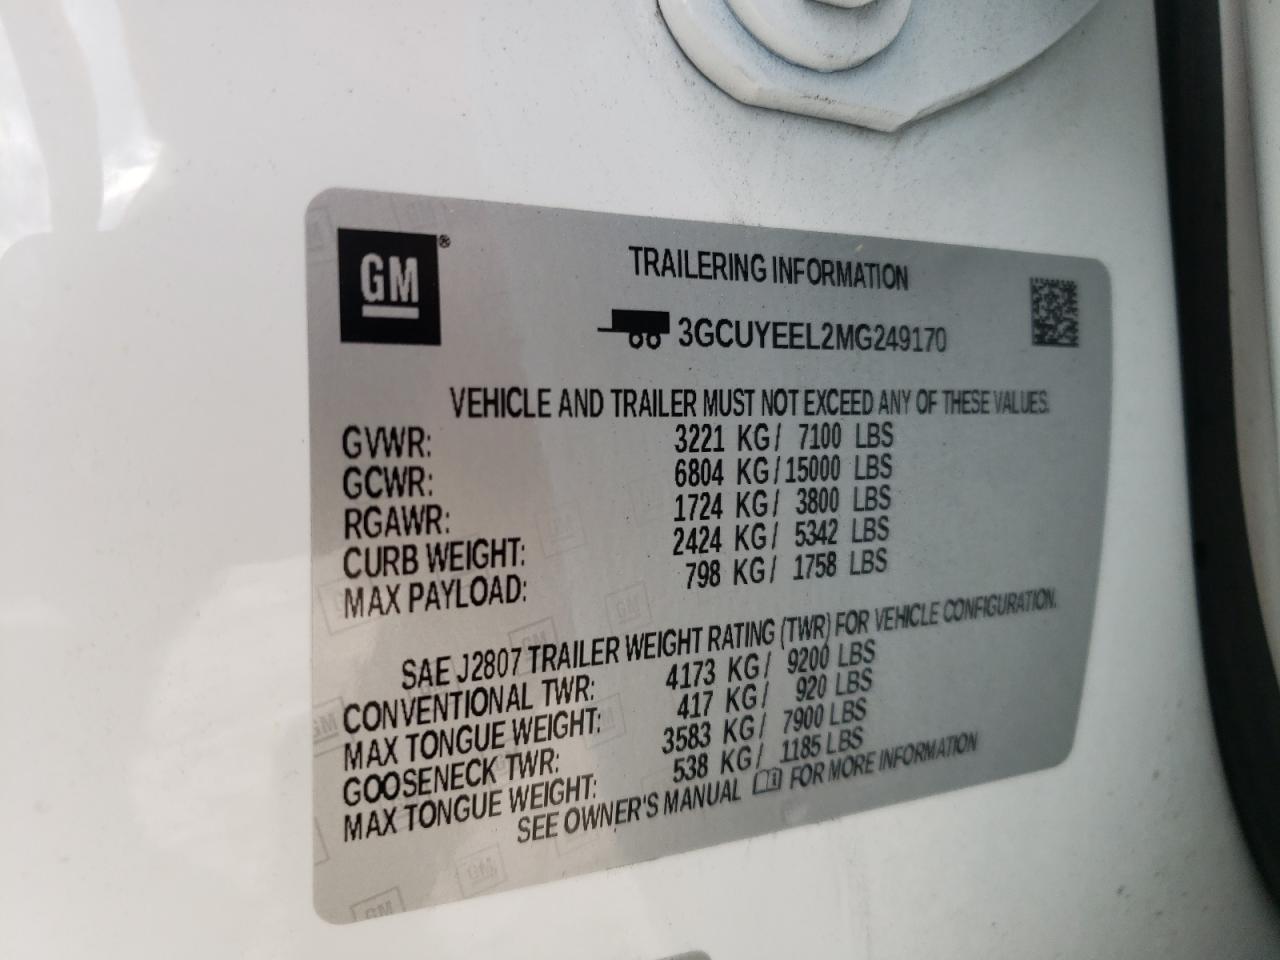 GM®
TRAILERING INFORMATION
3GCUYEEL2MG249170
VEHICLE AND TRAILER MUST NOT EXCEED ANY OF THESE VALUES.
GVWR: 3221 KG/ 7100 LBS
GCWR: 6804 KG/15000 LBS
RGAWR: 1724 KG/ 3800 LBS
CURB WEIGHT: 2424 KG/ 5342 LBS
MAX PAYLOAD: 798 KG/ 1758 LBS
SAE J2807 TRAILER WEIGHT RATING (TWR) FOR VEHICLE CONFIGURATION.
CONVENTIONAL TWR: 4173 KG/ 9200 LBS
MAX TONGUE WEIGHT: 417 KG/ 920 LBS
GOOSENECK TWR: 3583 KG/ 7900 LBS
MAX TONGUE WEIGHT: 538 KG/ 1185 LBS
SEE OWNER'S MANUAL FOR MORE INFORMATION